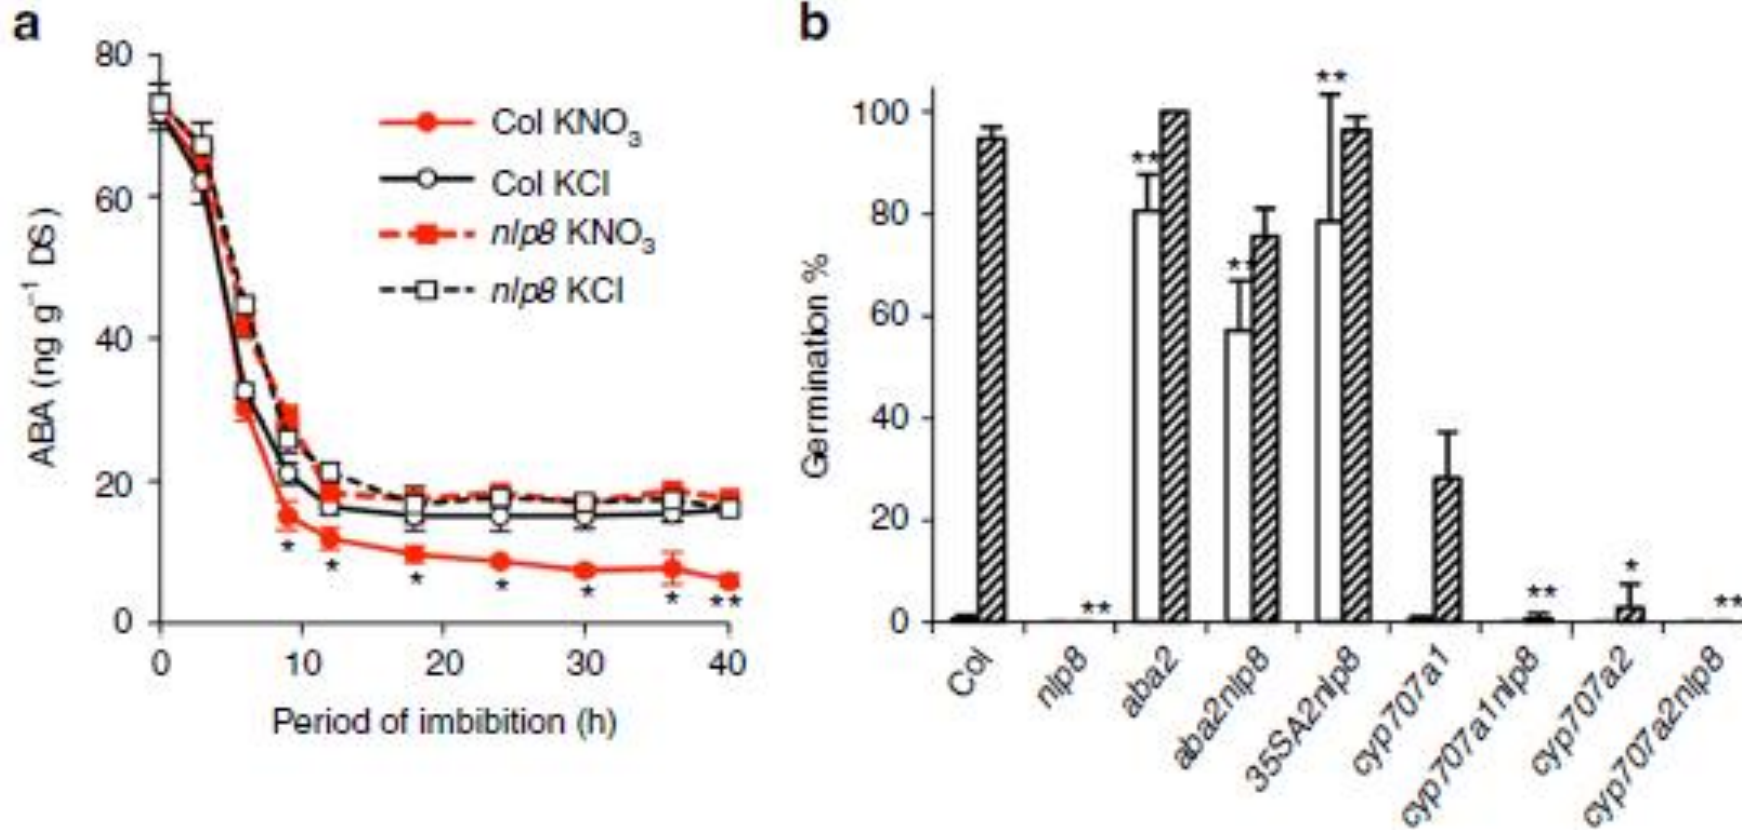 a
80
60
40
20
0
ABA (ng g⁻¹ DS)
0 10 20 30 40
Period of imbibition (h)
Col KNO₃
Col KCl
nlp8 KNO₃
nlp8 KCl
* * * * * * **
b
100
80
60
40
20
0
Germination %
** ** ** ** ** * **
Col
nlp8
aba2
aba2nlp8
35SA2nlp8
cyp707a1
cyp707a1nlp8
cyp707a2
cyp707a2nlp8